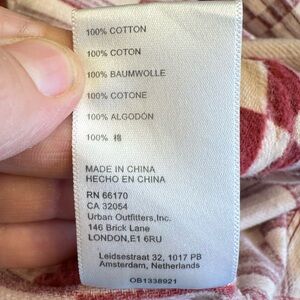 100% COTTON
100% COTON
100% BAUMWOLLE
100% COTONE
100% ALGODÓN
100% 棉
MADE IN CHINA
HECHO EN CHINA
RN 66170
CA 32054
Urban Outfitters,Inc.
146 Brick Lane
LONDON,E1 6RU
Leidsestraat 32, 1017 PB
Amsterdam, Netherlands
OB1338921